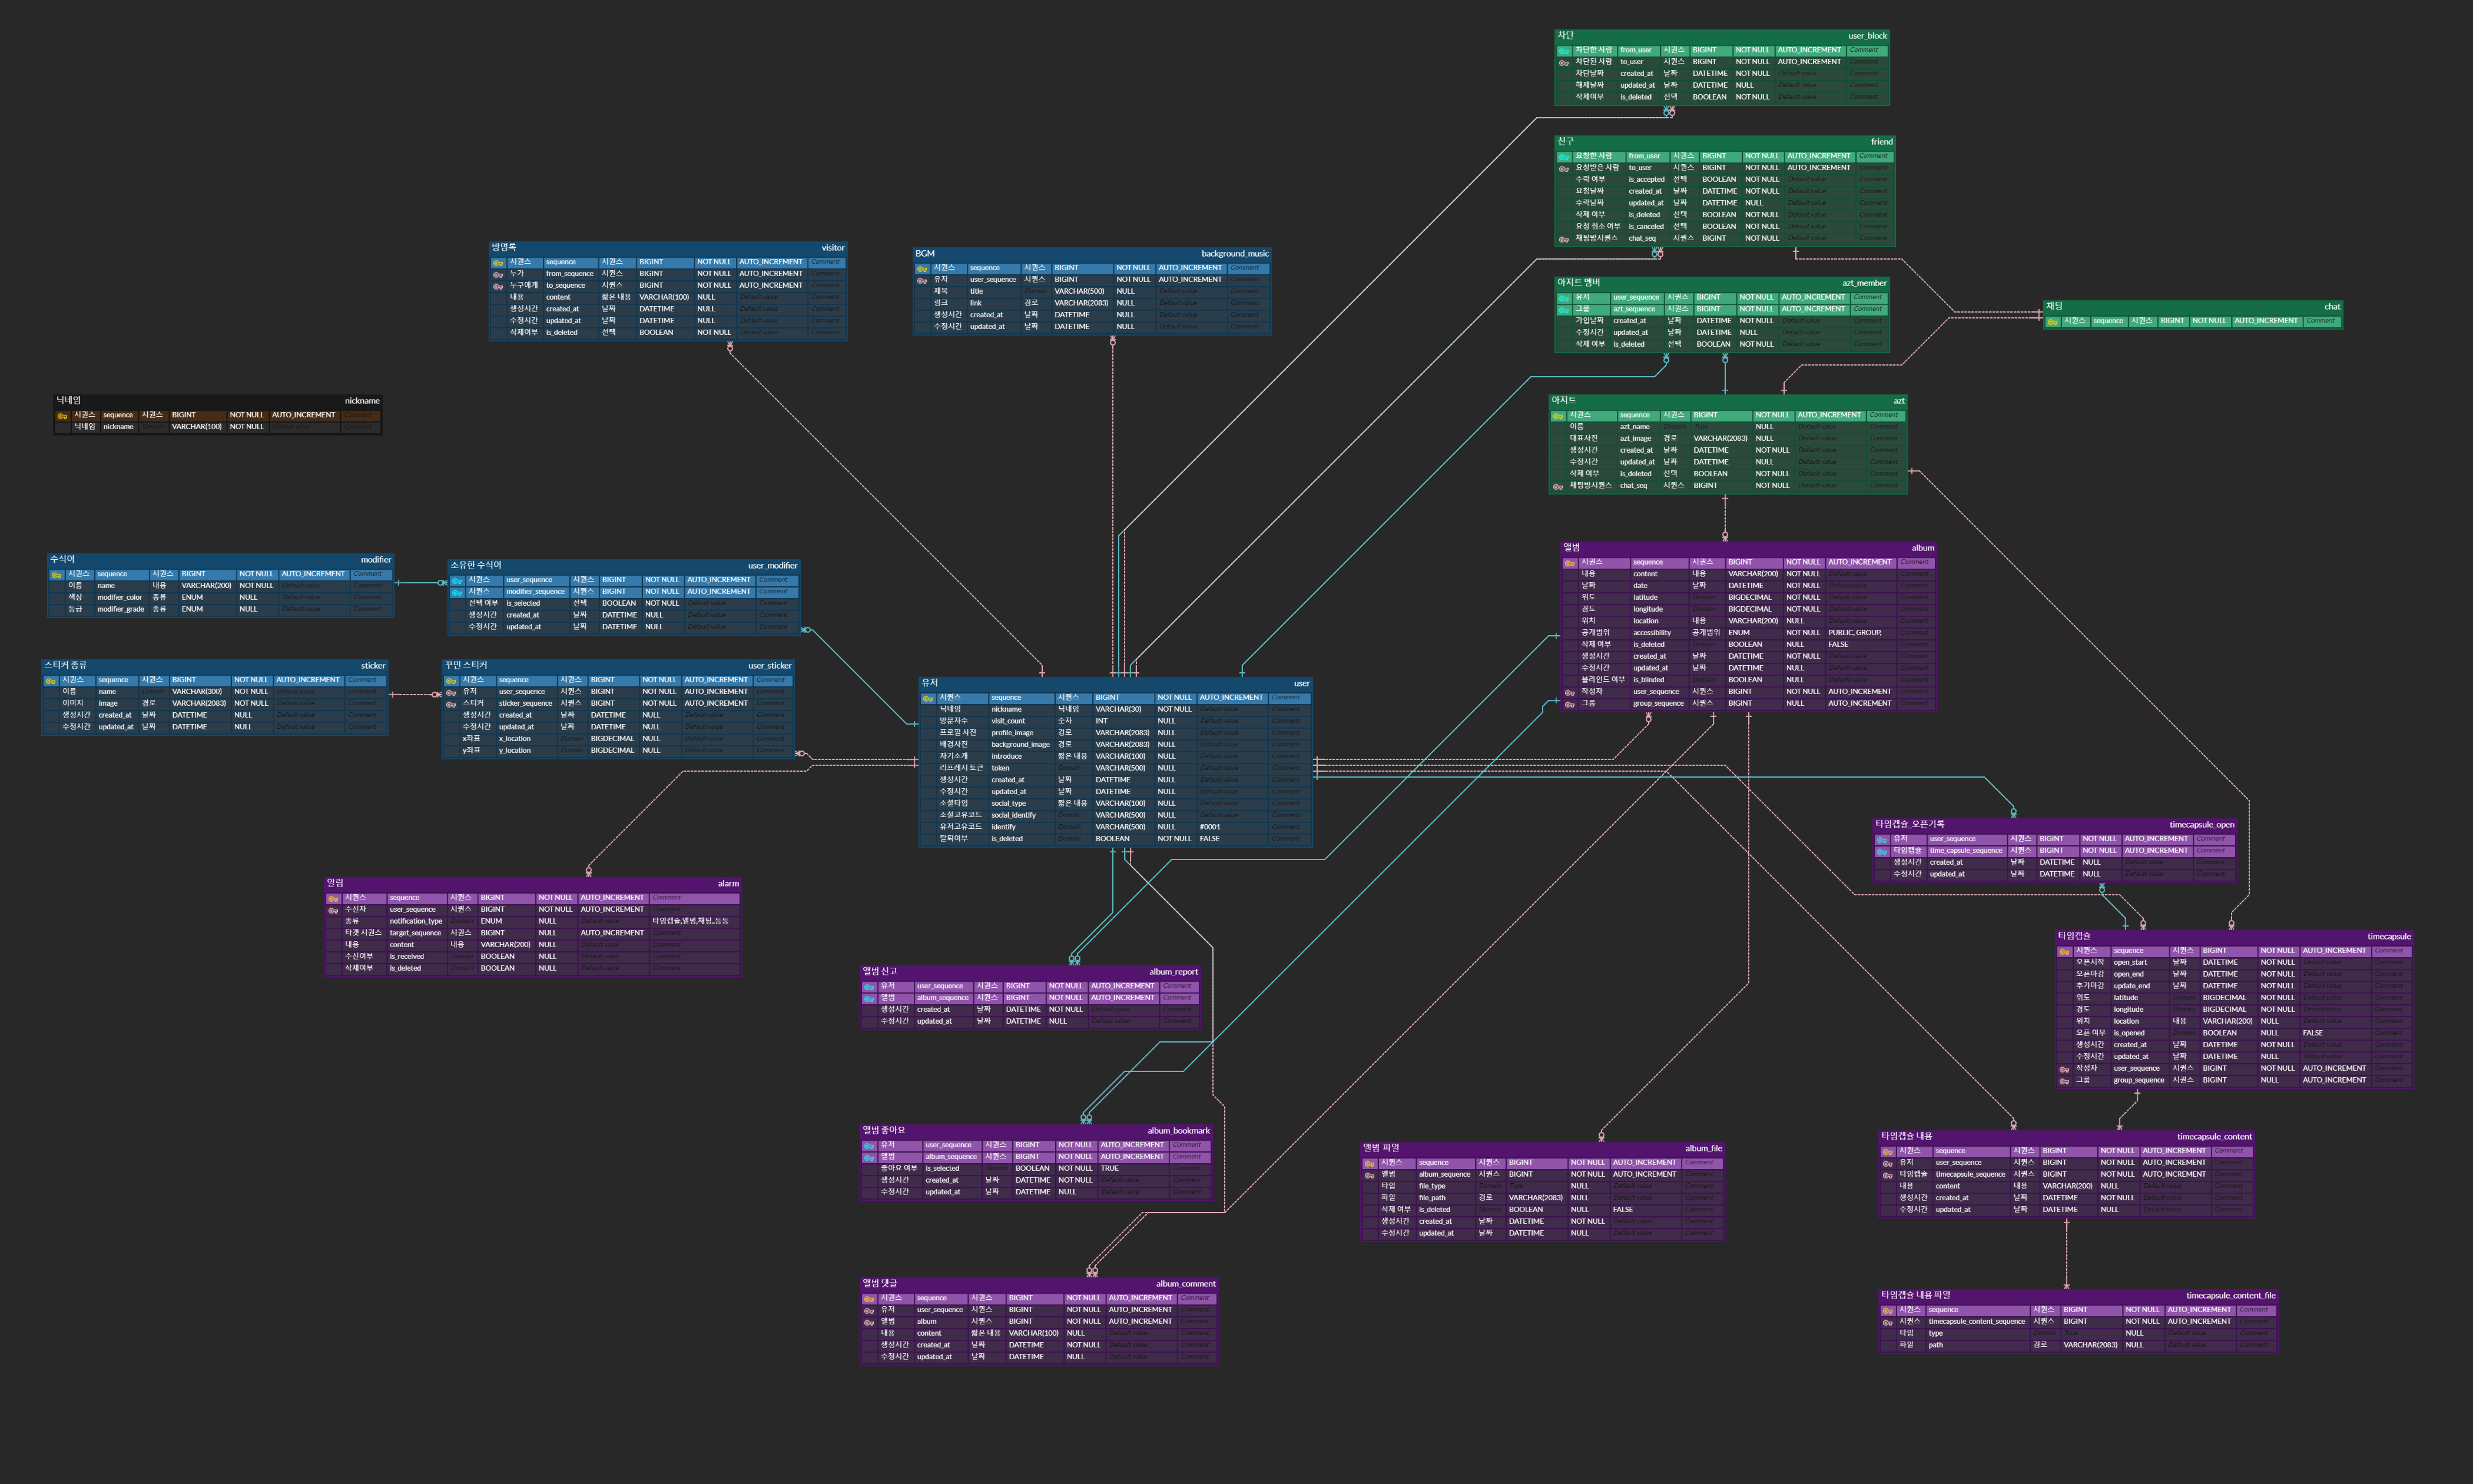 차단 user_block
차단한 사람 from_user 시퀀스 BIGINT NOT NULL AUTO_INCREMENT Comment
차단된 사람 to_user 시퀀스 BIGINT NOT NULL AUTO_INCREMENT Comment
차단날짜 created_at 날짜 DATETIME NOT NULL Default value Comment
해제날짜 updated_at 날짜 DATETIME NULL Default value Comment
삭제여부 is_deleted 선택 BOOLEAN NOT NULL Default value Comment
친구 friend
요청한 사람 from_user 시퀀스 BIGINT NOT NULL AUTO_INCREMENT Comment
요청받은 사람 to_user 시퀀스 BIGINT NOT NULL AUTO_INCREMENT Comment
수락 여부 is_accepted 선택 BOOLEAN NOT NULL Default value Comment
요청날짜 created_at 날짜 DATETIME NOT NULL Default value Comment
수락날짜 updated_at 날짜 DATETIME NULL Default value Comment
삭제 여부 is_deleted 선택 BOOLEAN NOT NULL Default value Comment
요청 취소 여부 is_canceled 선택 BOOLEAN NOT NULL Default value Comment
채팅방시퀀스 chat_seq 시퀀스 BIGINT NOT NULL Default value Comment
방명록 visitor
시퀀스 sequence 시퀀스 BIGINT NOT NULL AUTO_INCREMENT Comment
누가 from_sequence 시퀀스 BIGINT NOT NULL AUTO_INCREMENT Comment
누구에게 to_sequence 시퀀스 BIGINT NOT NULL AUTO_INCREMENT Comment
내용 content 짧은 내용 VARCHAR(100) NULL Default value Comment
생성시간 created_at 날짜 DATETIME NULL Default value Comment
수정시간 updated_at 날짜 DATETIME NULL Default value Comment
삭제여부 is_deleted 선택 BOOLEAN NOT NULL Default value Comment
BGM background_music
시퀀스 sequence 시퀀스 BIGINT NOT NULL AUTO_INCREMENT Comment
유저 user_sequence 시퀀스 BIGINT NOT NULL AUTO_INCREMENT Comment
제목 title Domain VARCHAR(500) NULL Default value Comment
링크 link 경로 VARCHAR(2083) NULL Default value Comment
생성시간 created_at 날짜 DATETIME NULL Default value Comment
수정시간 updated_at 날짜 DATETIME NULL Default value Comment
아지트 멤버 azt_member
유저 user_sequence 시퀀스 BIGINT NOT NULL AUTO_INCREMENT Comment
그룹 azt_sequence 시퀀스 BIGINT NOT NULL AUTO_INCREMENT Comment
가입날짜 created_at 날짜 DATETIME NOT NULL Default value Comment
수정시간 updated_at 날짜 DATETIME NULL Default value Comment
삭제 여부 is_deleted 선택 BOOLEAN NOT NULL Default value Comment
채팅 chat
시퀀스 sequence 시퀀스 BIGINT NOT NULL AUTO_INCREMENT Comment
닉네임 nickname
시퀀스 sequence 시퀀스 BIGINT NOT NULL AUTO_INCREMENT Comment
닉네임 nickname Domain VARCHAR(100) NOT NULL Default value Comment
아지트 azt
시퀀스 sequence 시퀀스 BIGINT NOT NULL AUTO_INCREMENT Comment
이름 azt_name Domain Type NULL Default value Comment
대표사진 azt_image 경로 VARCHAR(2083) NULL Default value Comment
생성시간 created_at 날짜 DATETIME NOT NULL Default value Comment
수정시간 updated_at 날짜 DATETIME NULL Default value Comment
삭제 여부 is_deleted 선택 BOOLEAN NOT NULL Default value Comment
채팅방시퀀스 chat_seq 시퀀스 BIGINT NOT NULL Default value Comment
수식어 modifier
시퀀스 sequence 시퀀스 BIGINT NOT NULL AUTO_INCREMENT Comment
이름 name 내용 VARCHAR(200) NOT NULL Default value Comment
색상 modifier_color 종류 ENUM NULL Default value Comment
등급 modifier_grade 종류 ENUM NULL Default value Comment
소유한 수식어 user_modifier
시퀀스 user_sequence 시퀀스 BIGINT NOT NULL AUTO_INCREMENT Comment
시퀀스 modifier_sequence 시퀀스 BIGINT NOT NULL AUTO_INCREMENT Comment
선택 여부 is_selected 선택 BOOLEAN NOT NULL Default value Comment
생성시간 created_at 날짜 DATETIME NULL Default value Comment
수정시간 updated_at 날짜 DATETIME NULL Default value Comment
앨범 album
시퀀스 sequence 시퀀스 BIGINT NOT NULL AUTO_INCREMENT Comment
내용 content 내용 VARCHAR(200) NOT NULL Default value Comment
날짜 date 날짜 DATETIME NOT NULL Default value Comment
위도 latitude Domain BIGDECIMAL NOT NULL Default value Comment
경도 longitude Domain BIGDECIMAL NOT NULL Default value Comment
위치 location 내용 VARCHAR(200) NULL Default value Comment
공개범위 accessibility 공개범위 ENUM NOT NULL PUBLIC, GROUP, Comment
삭제 여부 is_deleted Domain BOOLEAN NULL FALSE Comment
생성시간 created_at 날짜 DATETIME NOT NULL Default value Comment
수정시간 updated_at 날짜 DATETIME NULL Default value Comment
블라인드 여부 is_blinded Domain BOOLEAN NULL Default value Comment
작성자 user_sequence 시퀀스 BIGINT NOT NULL AUTO_INCREMENT Comment
그룹 group_sequence 시퀀스 BIGINT NULL AUTO_INCREMENT Comment
스티커 종류 sticker
시퀀스 sequence 시퀀스 BIGINT NOT NULL AUTO_INCREMENT Comment
이름 name Domain VARCHAR(300) NOT NULL Default value Comment
이미지 image 경로 VARCHAR(2083) NOT NULL Default value Comment
생성시간 created_at 날짜 DATETIME NULL Default value Comment
수정시간 updated_at 날짜 DATETIME NULL Default value Comment
꾸민 스티커 user_sticker
시퀀스 sequence 시퀀스 BIGINT NOT NULL AUTO_INCREMENT Comment
유저 user_sequence 시퀀스 BIGINT NOT NULL AUTO_INCREMENT Comment
스티커 sticker_sequence 시퀀스 BIGINT NOT NULL AUTO_INCREMENT Comment
생성시간 created_at 날짜 DATETIME NULL Default value Comment
수정시간 updated_at 날짜 DATETIME NULL Default value Comment
x좌표 x_location Domain BIGDECIMAL NULL Default value Comment
y좌표 y_location Domain BIGDECIMAL NULL Default value Comment
유저 user
시퀀스 sequence 시퀀스 BIGINT NOT NULL AUTO_INCREMENT Comment
닉네임 nickname 닉네임 VARCHAR(30) NOT NULL Default value Comment
방문자수 visit_count 숫자 INT NULL Default value Comment
프로필 사진 profile_image 경로 VARCHAR(2083) NULL Default value Comment
배경사진 background_image 경로 VARCHAR(2083) NULL Default value Comment
자기소개 introduce 짧은 내용 VARCHAR(100) NULL Default value Comment
리프레시 토큰 token Domain VARCHAR(500) NULL Default value Comment
생성시간 created_at 날짜 DATETIME NULL Default value Comment
수정시간 updated_at 날짜 DATETIME NULL Default value Comment
소셜타입 social_type 짧은 내용 VARCHAR(100) NULL Default value Comment
소셜고유코드 social_identify Domain VARCHAR(500) NULL Default value Comment
유저고유코드 identify Domain VARCHAR(500) NULL #0001 Comment
탈퇴여부 is_deleted Domain BOOLEAN NOT NULL FALSE Comment
타임캡슐_오픈기록 timecapsule_open
유저 user_sequence 시퀀스 BIGINT NOT NULL AUTO_INCREMENT Comment
타임캡슐 time_capsule_sequence 시퀀스 BIGINT NOT NULL AUTO_INCREMENT Comment
생성시간 created_at 날짜 DATETIME NULL Default value Comment
수정시간 updated_at 날짜 DATETIME NULL Default value Comment
알림 alarm
시퀀스 sequence 시퀀스 BIGINT NOT NULL AUTO_INCREMENT Comment
수신자 user_sequence 시퀀스 BIGINT NOT NULL AUTO_INCREMENT Comment
종류 notification_type Domain ENUM NULL Default value 타임캡슐,앨범,채팅..등등
타겟 시퀀스 target_sequence 시퀀스 BIGINT NULL AUTO_INCREMENT Comment
내용 content 내용 VARCHAR(200) NULL Default value Comment
수신여부 is_received Domain BOOLEAN NULL Default value Comment
삭제여부 is_deleted Domain BOOLEAN NULL Default value Comment
타임캡슐 timecapsule
시퀀스 sequence 시퀀스 BIGINT NOT NULL AUTO_INCREMENT Comment
오픈시작 open_start 날짜 DATETIME NOT NULL Default value Comment
오픈마감 open_end 날짜 DATETIME NOT NULL Default value Comment
추가마감 update_end 날짜 DATETIME NOT NULL Default value Comment
위도 latitude Domain BIGDECIMAL NOT NULL Default value Comment
경도 longitude Domain BIGDECIMAL NOT NULL Default value Comment
위치 location 내용 VARCHAR(200) NULL Default value Comment
오픈 여부 is_opened Domain BOOLEAN NULL FALSE Comment
생성시간 created_at 날짜 DATETIME NOT NULL Default value Comment
수정시간 updated_at 날짜 DATETIME NULL Default value Comment
작성자 user_sequence 시퀀스 BIGINT NOT NULL AUTO_INCREMENT Comment
그룹 group_sequence 시퀀스 BIGINT NULL AUTO_INCREMENT Comment
앨범 신고 album_report
유저 user_sequence 시퀀스 BIGINT NOT NULL AUTO_INCREMENT Comment
앨범 album_sequence 시퀀스 BIGINT NOT NULL AUTO_INCREMENT Comment
생성시간 created_at 날짜 DATETIME NOT NULL Default value Comment
수정시간 updated_at 날짜 DATETIME NULL Default value Comment
앨범 좋아요 album_bookmark
유저 user_sequence 시퀀스 BIGINT NOT NULL AUTO_INCREMENT Comment
앨범 album_sequence 시퀀스 BIGINT NOT NULL AUTO_INCREMENT Comment
좋아요 여부 is_selected Domain BOOLEAN NOT NULL TRUE Comment
생성시간 created_at 날짜 DATETIME NOT NULL Default value Comment
수정시간 updated_at 날짜 DATETIME NULL Default value Comment
앨범 파일 album_file
시퀀스 sequence 시퀀스 BIGINT NOT NULL AUTO_INCREMENT Comment
앨범 album_sequence 시퀀스 BIGINT NOT NULL AUTO_INCREMENT Comment
타입 file_type Domain Type NULL Default value Comment
파일 file_path 경로 VARCHAR(2083) NULL Default value Comment
삭제 여부 is_deleted Domain BOOLEAN NULL FALSE Comment
생성시간 created_at 날짜 DATETIME NOT NULL Default value Comment
수정시간 updated_at 날짜 DATETIME NULL Default value Comment
타임캡슐 내용 timecapsule_content
시퀀스 sequence 시퀀스 BIGINT NOT NULL AUTO_INCREMENT Comment
유저 user_sequence 시퀀스 BIGINT NOT NULL AUTO_INCREMENT Comment
타임캡슐 timecapsule_sequence 시퀀스 BIGINT NOT NULL AUTO_INCREMENT Comment
내용 content 내용 VARCHAR(200) NULL Default value Comment
생성시간 created_at 날짜 DATETIME NOT NULL Default value Comment
수정시간 updated_at 날짜 DATETIME NULL Default value Comment
앨범 댓글 album_comment
시퀀스 sequence 시퀀스 BIGINT NOT NULL AUTO_INCREMENT Comment
유저 user_sequence 시퀀스 BIGINT NOT NULL AUTO_INCREMENT Comment
앨범 album 시퀀스 BIGINT NOT NULL AUTO_INCREMENT Comment
내용 content 짧은 내용 VARCHAR(100) NULL Default value Comment
생성시간 created_at 날짜 DATETIME NOT NULL Default value Comment
수정시간 updated_at 날짜 DATETIME NULL Default value Comment
타임캡슐 내용 파일 timecapsule_content_file
시퀀스 sequence 시퀀스 BIGINT NOT NULL AUTO_INCREMENT Comment
시퀀스 timecapsule_content_sequence 시퀀스 BIGINT NOT NULL AUTO_INCREMENT Comment
타입 type Domain Type NULL Default value Comment
파일 path 경로 VARCHAR(2083) NULL Default value Comment